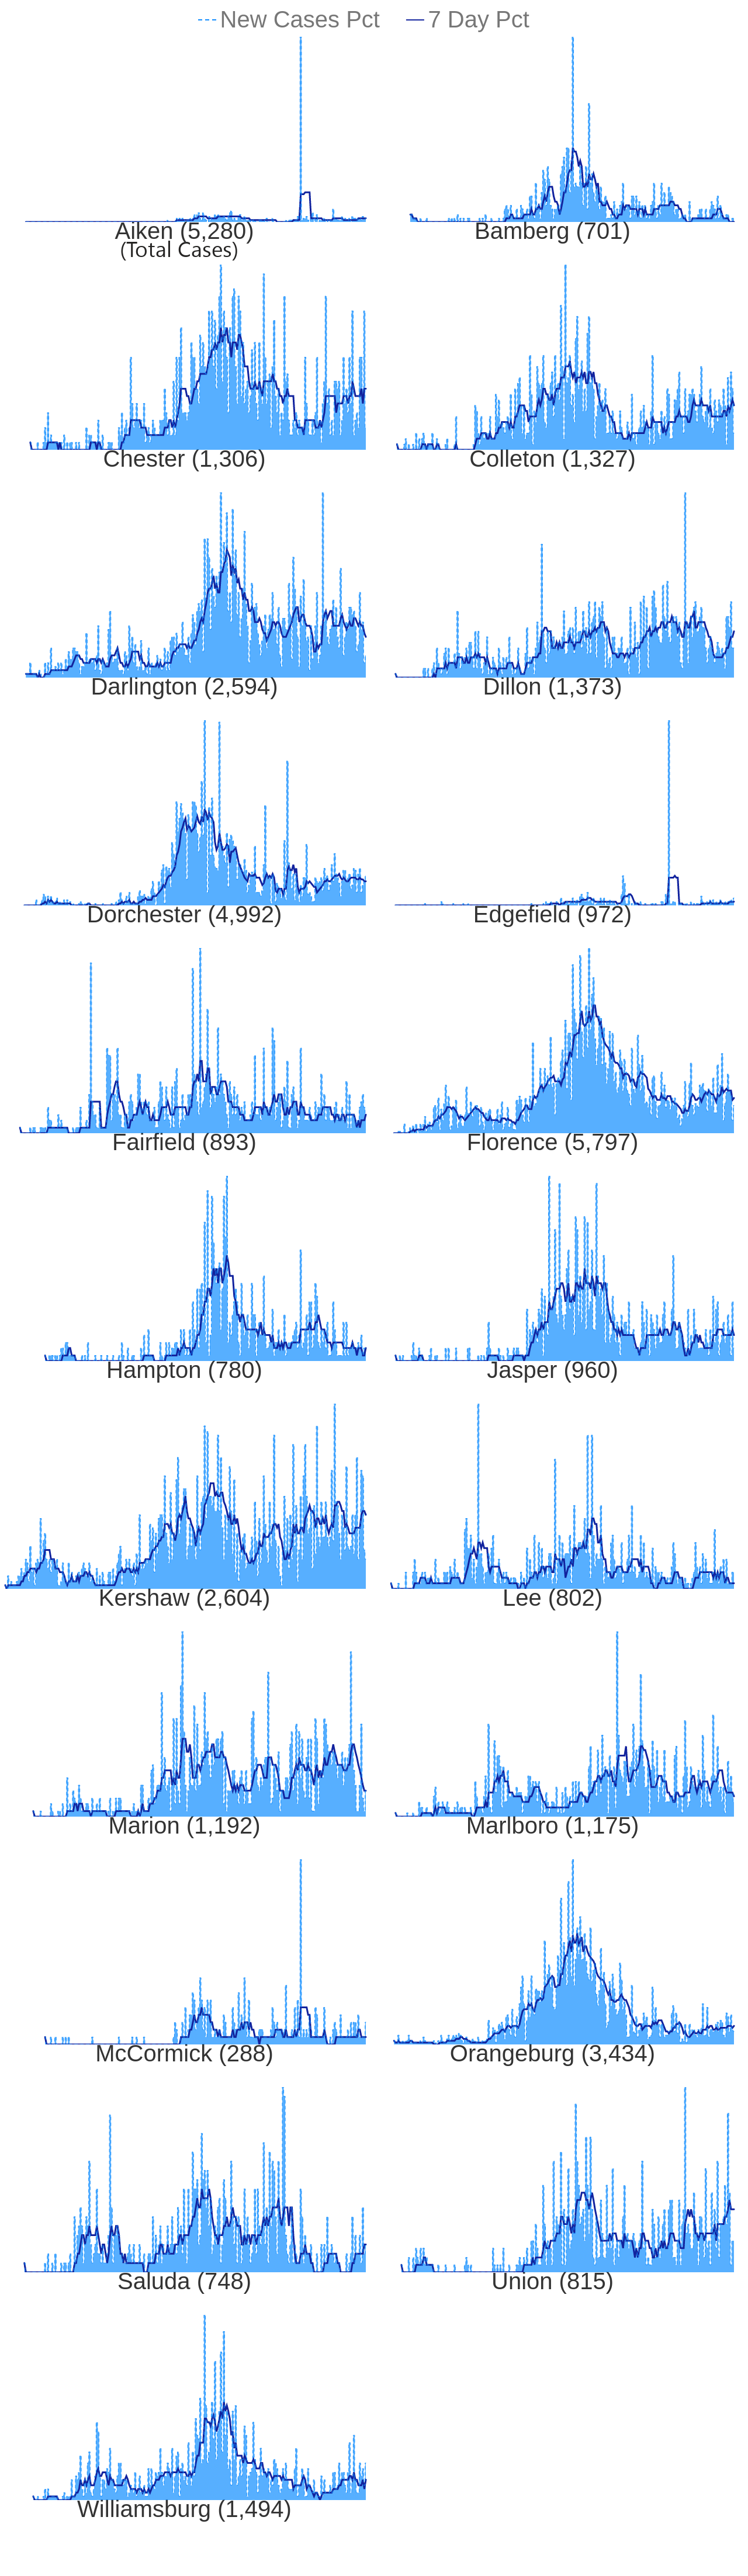 New Cases Pct 7 Day Pct
Aiken (5,280) Bamberg (701)
(Total Cases)
Chester (1,306) Colleton (1,327)
Darlington (2,594) Dillon (1,373)
Dorchester (4,992) Edgefield (972)
Fairfield (893) Florence (5,797)
Hampton (780) Jasper (960)
Kershaw (2,604) Lee (802)
Marion (1,192) Marlboro (1,175)
McCormick (288) Orangeburg (3,434)
Saluda (748) Union (815)
Williamsburg (1,494)